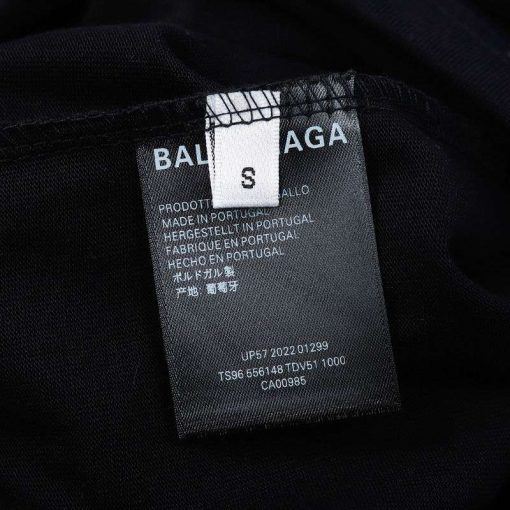 BAL AGA
S
PRODOTT ALLO
MADE IN PORTUGAL
HERGESTELLT IN PORTUGAL
FABRIQUE EN PORTUGAL
HECHO EN PORTUGAL
ポルドガル製
产地: 葡萄牙
UP57 2022 01299
TS96 556148 TDV51 1000
CA00985